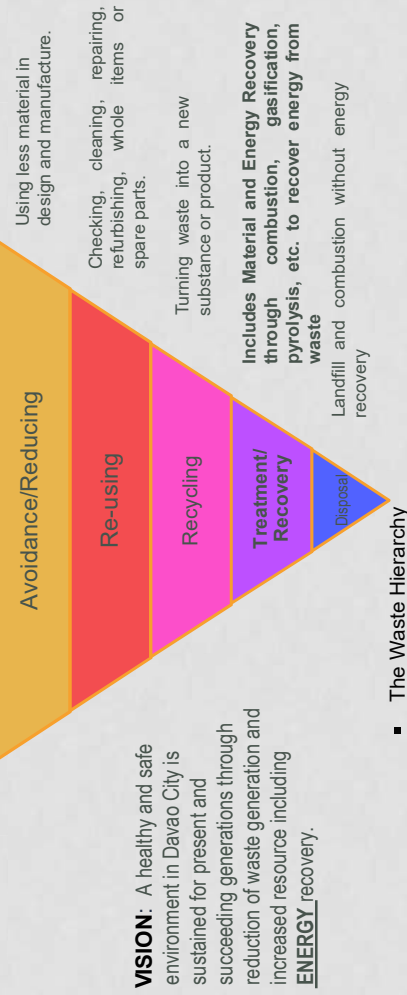 Avoidance/Reducing
Using less material in
design and manufacture.
Re-using
Checking, cleaning, repairing,
refurbishing, whole items or
spare parts.
Recycling
Turning waste into a new
substance or product.
Treatment/
Recovery
Includes Material and Energy Recovery
through combustion, gasification,
pyrolysis, etc. to recover energy from
waste
Disposal
Landfill and combustion without energy
recovery
VISION: A healthy and safe
environment in Davao City is
sustained for present and
succeeding generations through
reduction of waste generation and
increased resource including
ENERGY recovery.
▪ The Waste Hierarchy